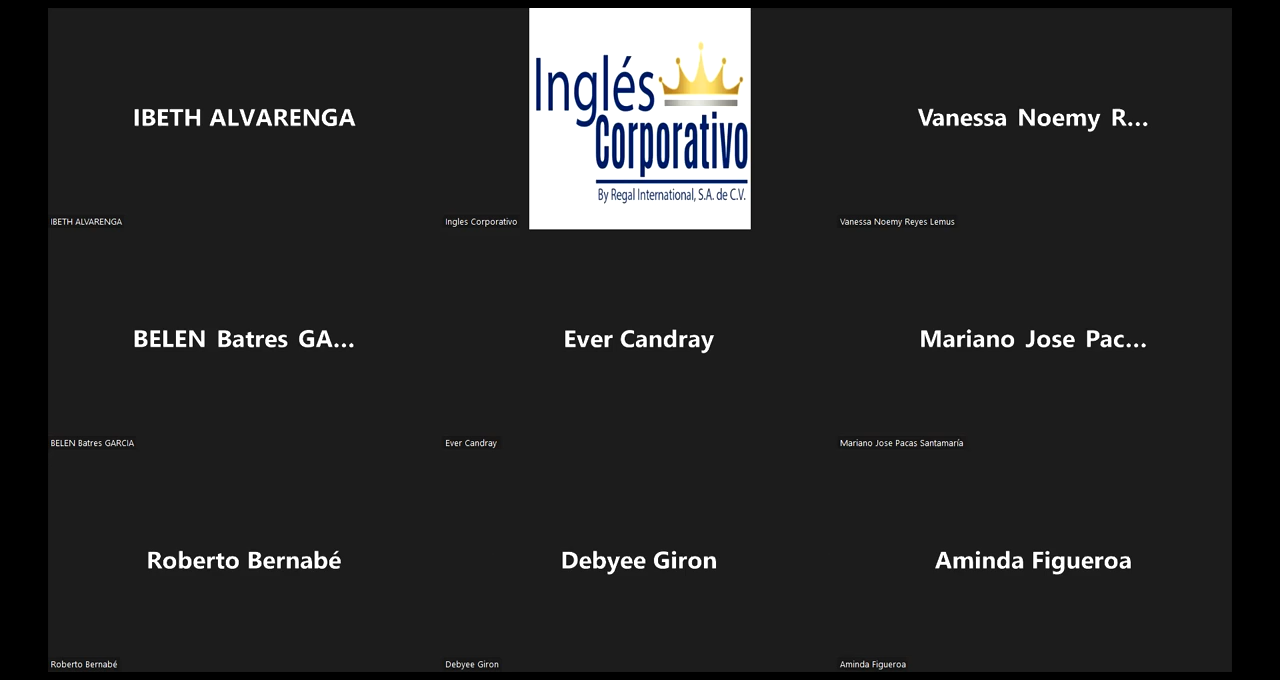 IBETH ALVARENGA
IBETH ALVARENGA
Inglés
Corporativo
By Regal International, S.A. de C.V.
Ingles Corporativo
Vanessa Noemy R...
Vanessa Noemy Reyes Lemus
BELEN Batres GA...
BELEN Batres GARCIA
Ever Candray
Ever Candray
Mariano Jose Pac...
Mariano Jose Pacas Santamaría
Roberto Bernabé
Roberto Bernabé
Debyee Giron
Debyee Giron
Aminda Figueroa
Aminda Figueroa